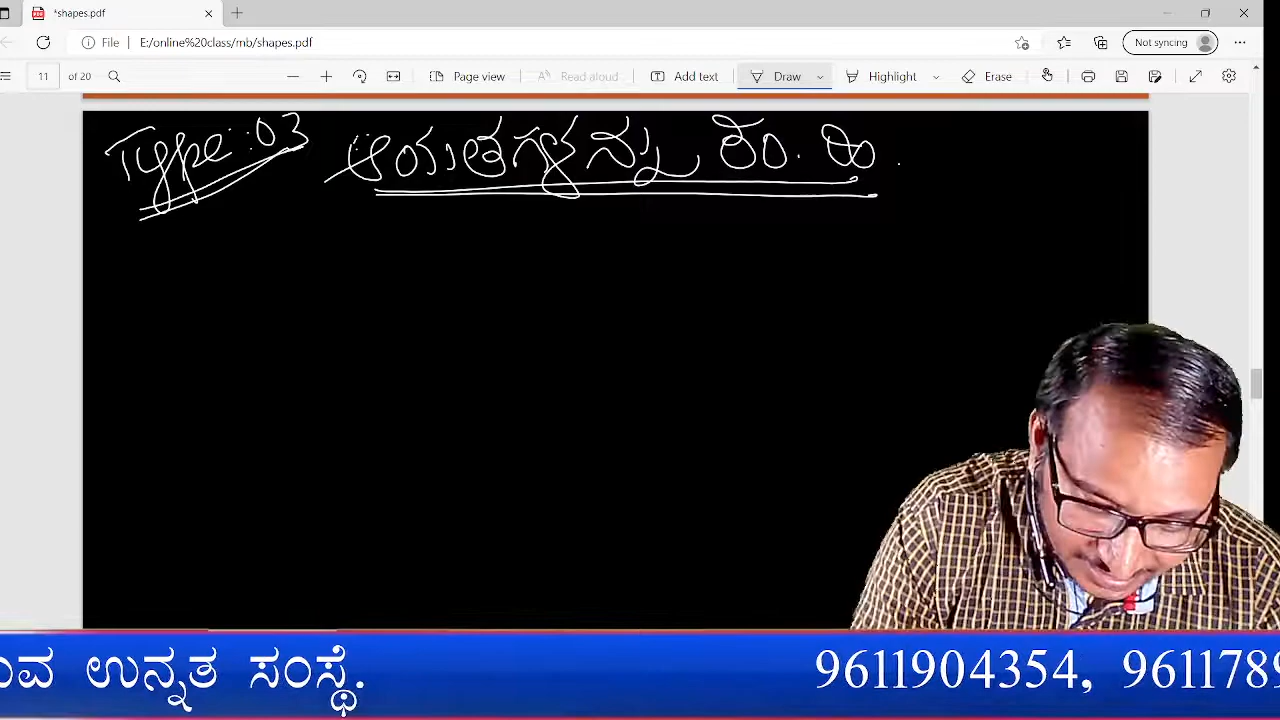 *shapes.pdf
File E:/online%20class/mb/shapes.pdf Not syncing
11 of 20 Page view Read aloud Add text Draw Highlight Erase
Type:03 ಆಯತಗಳನ್ನು ಕಂ. ಹಿ.
ುವ ಉನ್ನತ ಸಂಸ್ಥೆ. 9611904354, 9611789